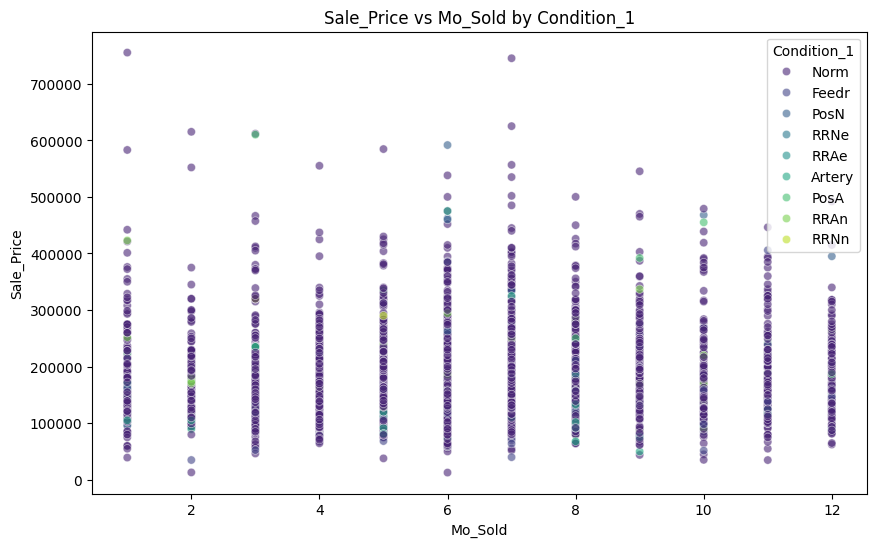 Sale_Price vs Mo_Sold by Condition_1
Condition_1
Norm
Feedr
PosN
RRNe
RRAe
Artery
PosA
RRAn
RRNn
Sale_Price
700000
600000
500000
400000
300000
200000
100000
0
2
4
6
8
10
12
Mo_Sold